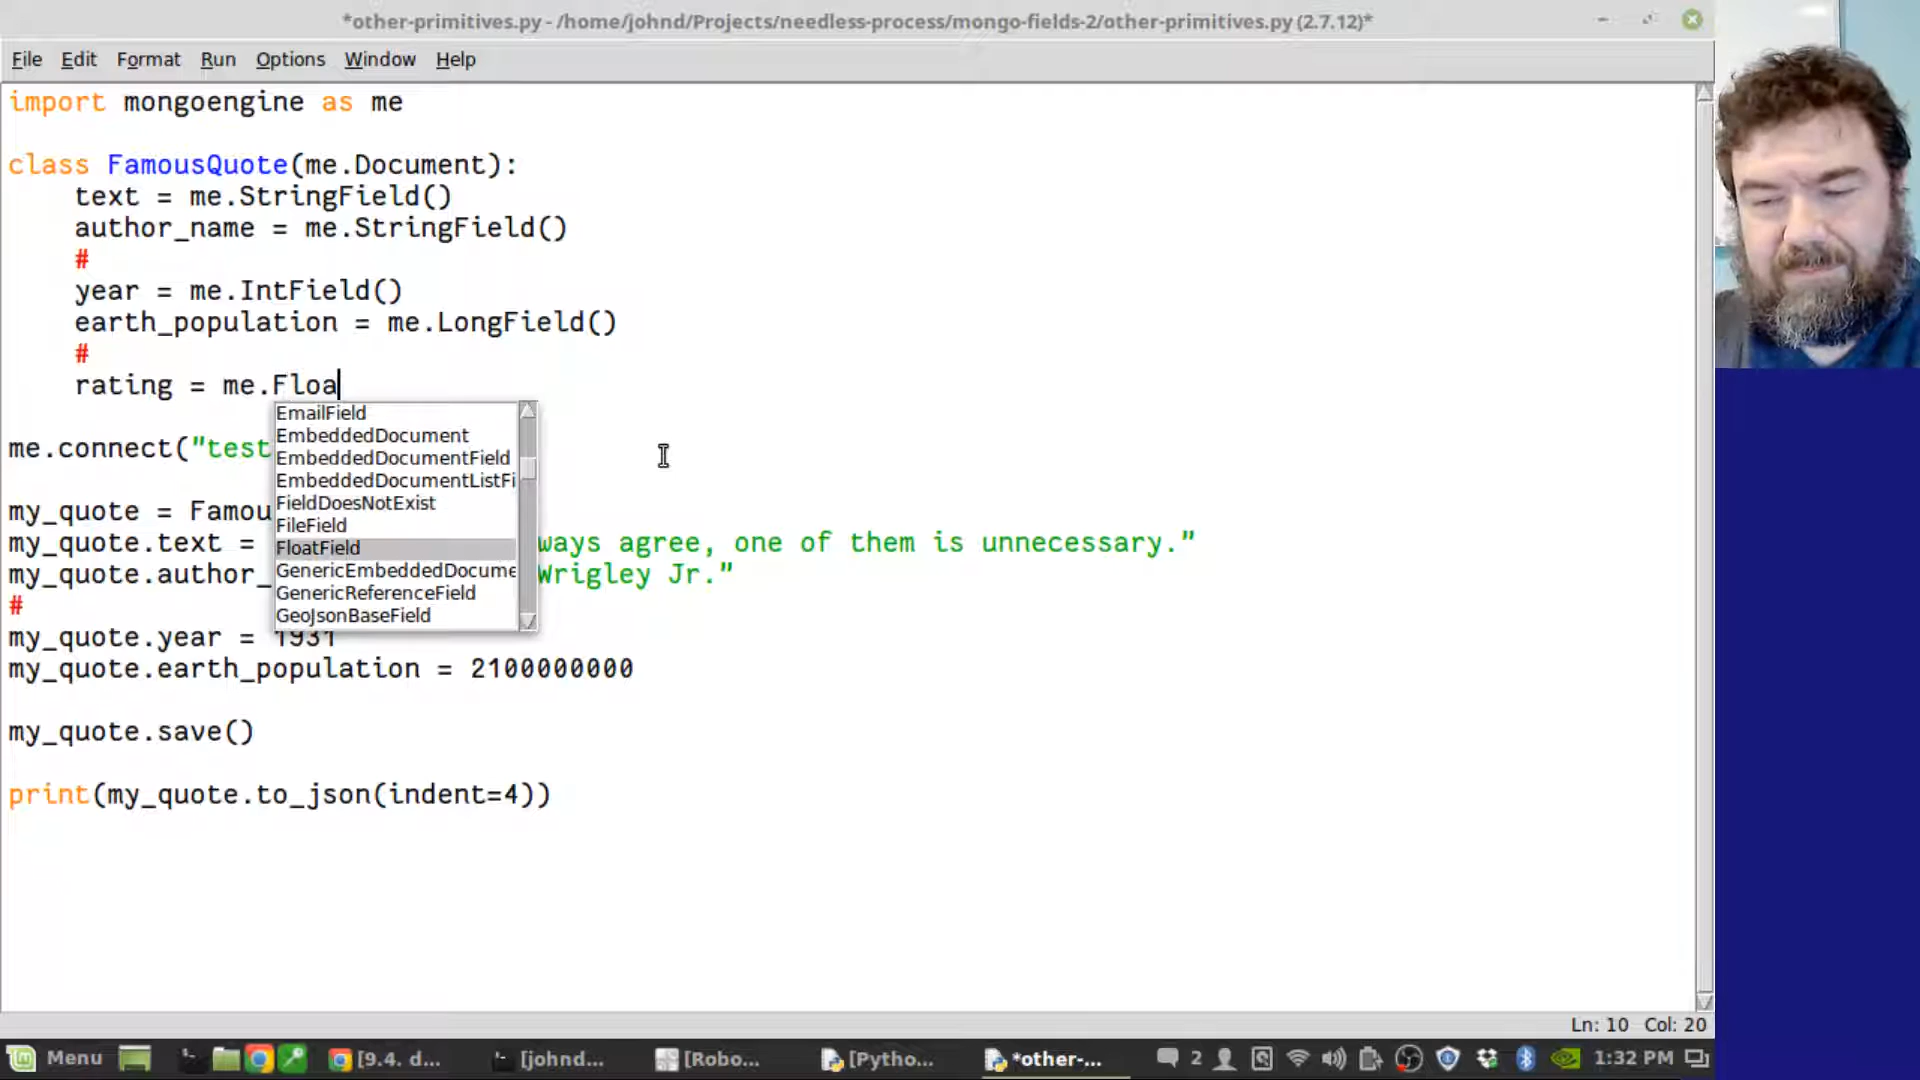 *other-primitives.py - /home/johnd/Projects/needless-process/mongo-fields-2/other-primitives.py (2.7.12)*
File Edit Format Run Options Window Help
import mongoengine as me
class FamousQuote(me.Document):
text = me.StringField()
author_name = me.StringField()
#
year = me.IntField()
earth_population = me.LongField()
#
rating = me.Floa
EmailField
EmbeddedDocument
me.connect("test
EmbeddedDocumentField
EmbeddedDocumentListFi
FieldDoesNotExist
my_quote = Famou
FileField
my_quote.text = ways agree, one of them is unnecessary."
FloatField
my_quote.author_ Wrigley Jr."
GenericEmbeddedDocume
GenericReferenceField
#
GeoJsonBaseField
my_quote.year = 1931
my_quote.earth_population = 2100000000
my_quote.save()
print(my_quote.to_json(indent=4))
Ln: 10 Col: 20
Menu [9.4. d... [johnd... [Robo... [Pytho... *other-... 2 1:32 PM